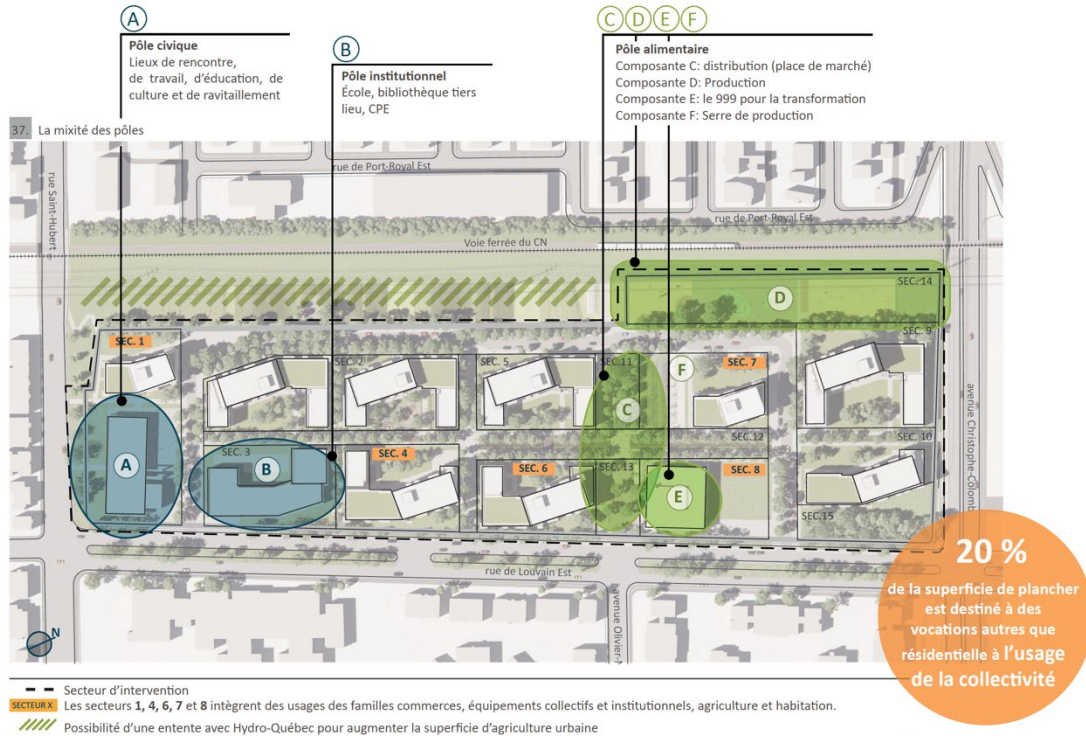 A
Pôle civique
Lieux de rencontre,
de travail, d'éducation, de
culture et de ravitaillement
B
Pôle institutionnel
École, bibliothèque tiers
lieu, CPE
C D E F
Pôle alimentaire
Composante C: distribution (place de marché)
Composante D: Production
Composante E: le 999 pour la transformation
Composante F: Serre de production
37. La mixité des pôles
rue de Port-Royal Est
rue de Port-Royal Est
rue Saint-Hubert
Voie ferrée du CN
SEC. 14
D
SEC. 9
SEC. 1
SEC. 2
SEC. 5
SEC. 11
F
SEC. 7
C
avenue Christophe-Colomb
SEC. 12
SEC. 10
A
SEC. 3
B
SEC. 4
SEC. 6
SEC. 13
SEC. 8
E
SEC. 15
rue de Louvain Est
avenue Olivier-M
N
20 %
de la superficie de plancher
est destiné à des
vocations autres que
résidentielle à l'usage
de la collectivité
Secteur d'intervention
SECTEUR X Les secteurs 1, 4, 6, 7 et 8 intègrent des usages des familles commerces, équipements collectifs et institutionnels, agriculture et habitation.
Possibilité d'une entente avec Hydro-Québec pour augmenter la superficie d'agriculture urbaine